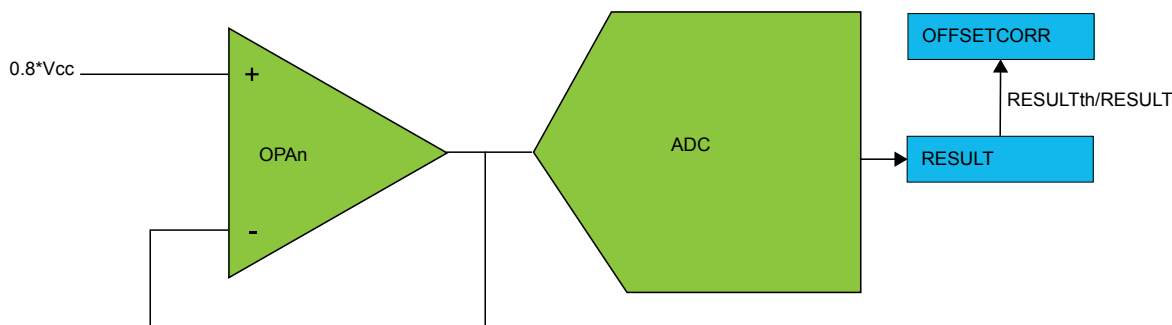 0.8*Vcc
+
OPAn
-
ADC
OFFSETCORR
RESULTth/RESULT
RESULT